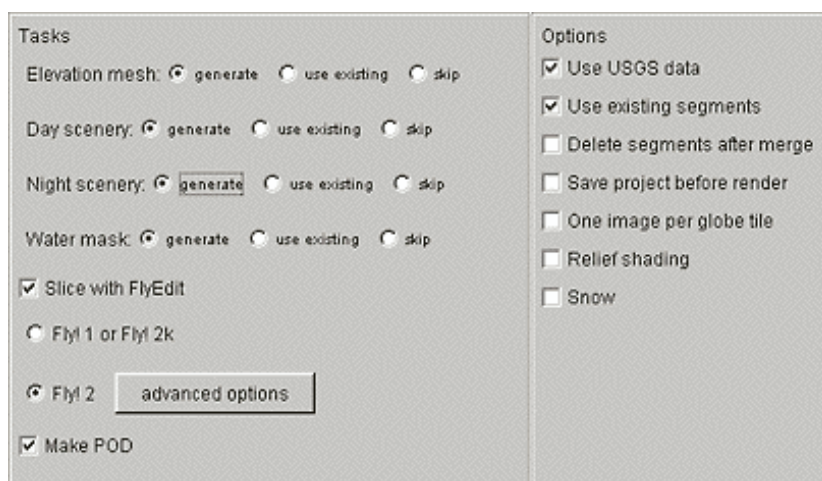 Tasks
Elevation mesh: generate use existing skip
Day scenery: generate use existing skip
Night scenery: generate use existing skip
Water mask: generate use existing skip
Slice with FlyEdit
Fly! 1 or Fly! 2k
Fly! 2 advanced options
Make POD
Options
Use USGS data
Use existing segments
Delete segments after merge
Save project before render
One image per globe tile
Relief shading
Snow